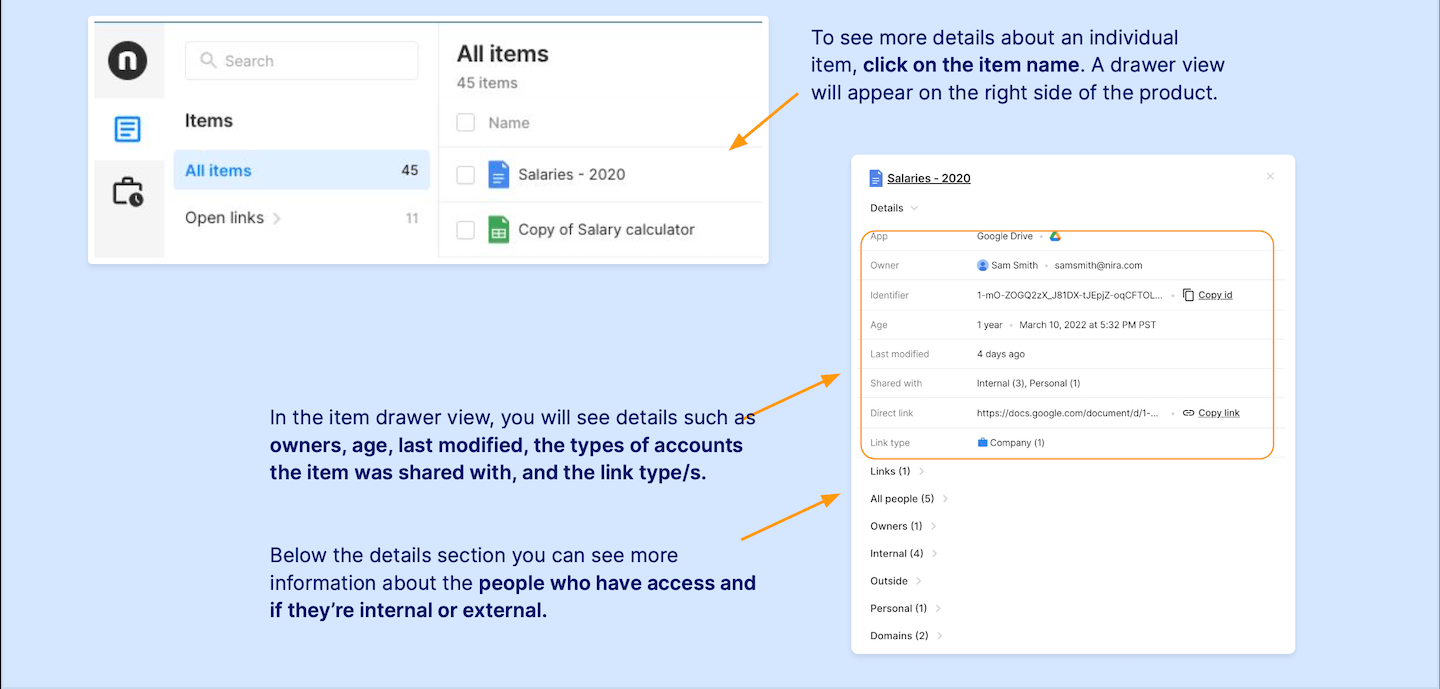 n
Search
Items
All items 45
Open links 11
All items
45 items
Name
Salaries - 2020
Copy of Salary calculator
To see more details about an individual
item, click on the item name. A drawer view
will appear on the right side of the product.
Salaries - 2020
Details
App Google Drive
Owner Sam Smith • samsmith@nira.com
Identifier 1-mO-ZOGQ2zX_J81DX-tJEpjZ-oqCFTOL... • Copy id
Age 1 year • March 10, 2022 at 5:32 PM PST
Last modified 4 days ago
Shared with Internal (3), Personal (1)
Direct link https://docs.google.com/document/d/1-... • Copy link
Link type Company (1)
Links (1)
All people (5)
Owners (1)
Internal (4)
Outside
Personal (1)
Domains (2)
In the item drawer view, you will see details such as
owners, age, last modified, the types of accounts
the item was shared with, and the link type/s.
Below the details section you can see more
information about the people who have access and
if they’re internal or external.